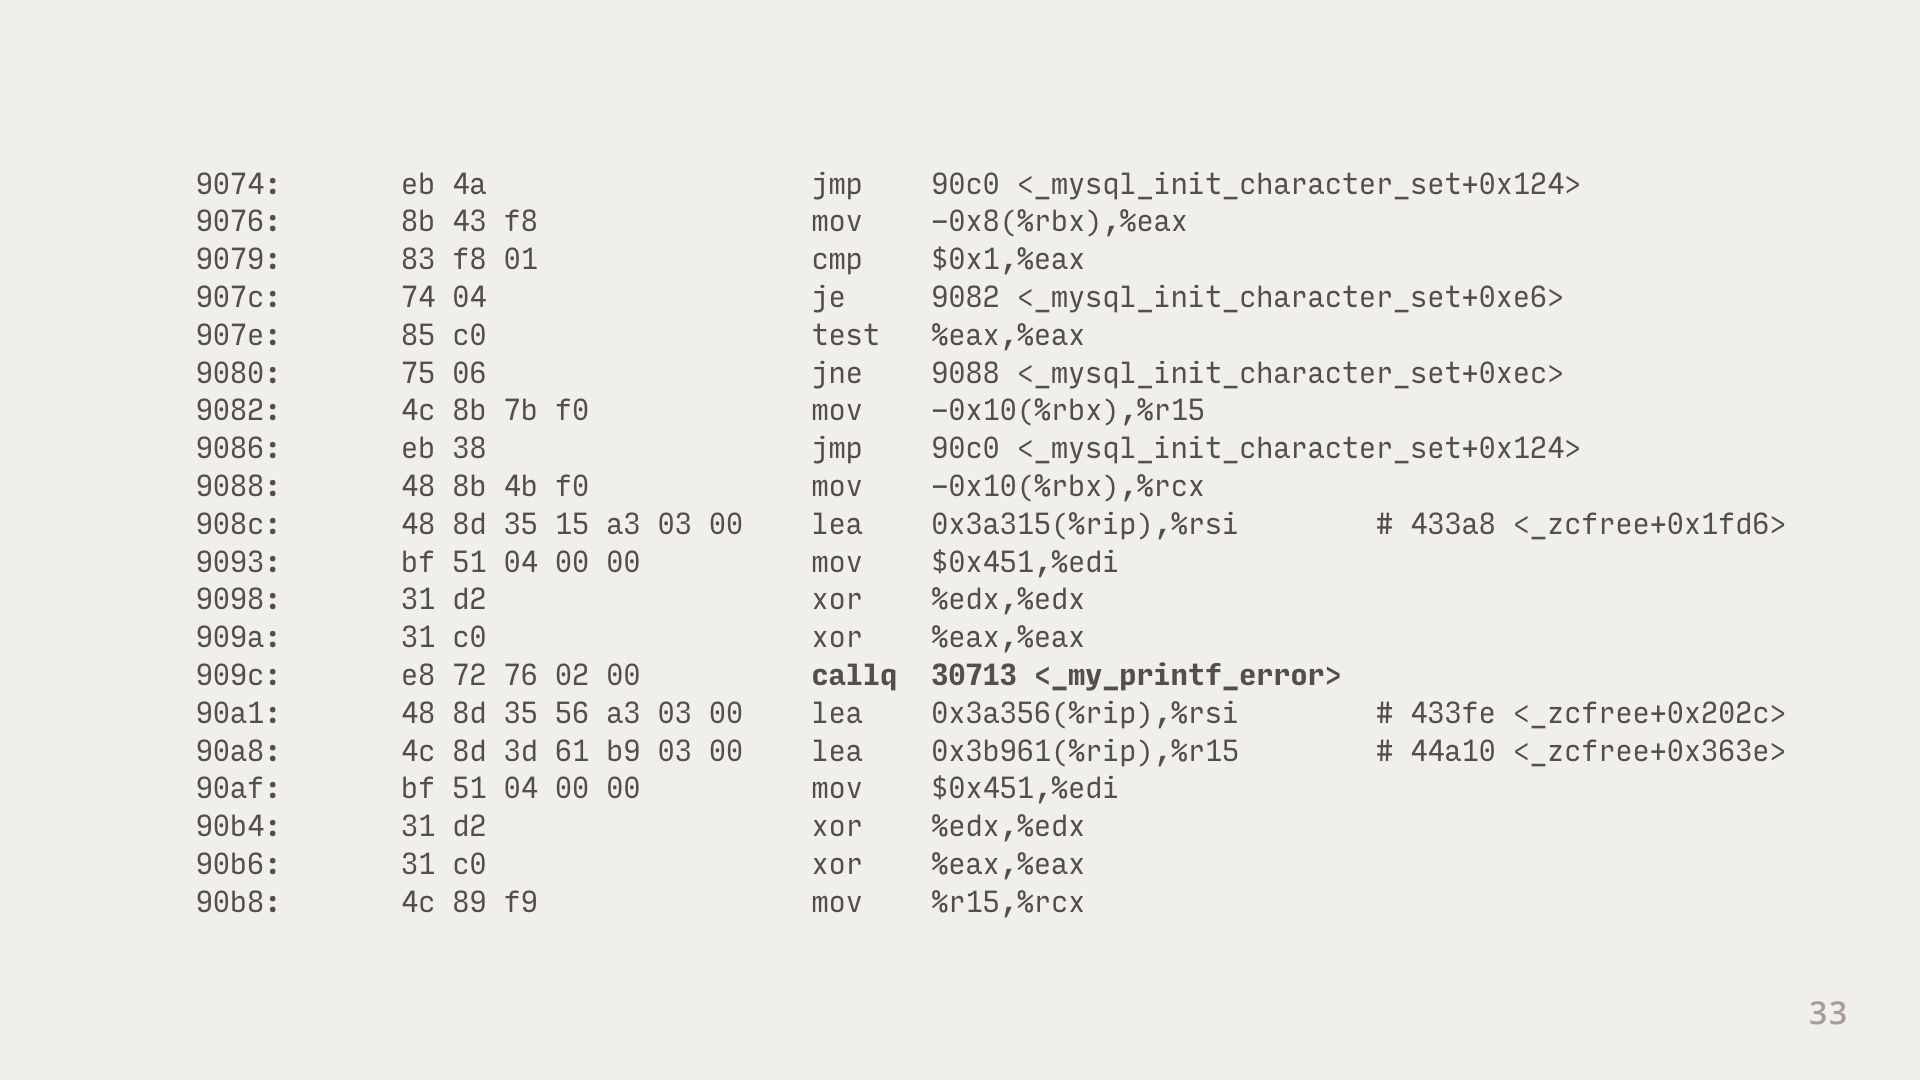 9074: eb 4a jmp 90c0 <_mysql_init_character_set+0x124>
9076: 8b 43 f8 mov -0x8(%rbx),%eax
9079: 83 f8 01 cmp $0x1,%eax
907c: 74 04 je 9082 <_mysql_init_character_set+0xe6>
907e: 85 c0 test %eax,%eax
9080: 75 06 jne 9088 <_mysql_init_character_set+0xec>
9082: 4c 8b 7b f0 mov -0x10(%rbx),%r15
9086: eb 38 jmp 90c0 <_mysql_init_character_set+0x124>
9088: 48 8b 4b f0 mov -0x10(%rbx),%rcx
908c: 48 8d 35 15 a3 03 00 lea 0x3a315(%rip),%rsi # 433a8 <_zcfree+0x1fd6>
9093: bf 51 04 00 00 mov $0x451,%edi
9098: 31 d2 xor %edx,%edx
909a: 31 c0 xor %eax,%eax
909c: e8 72 76 02 00 callq 30713 <_my_printf_error>
90a1: 48 8d 35 56 a3 03 00 lea 0x3a356(%rip),%rsi # 433fe <_zcfree+0x202c>
90a8: 4c 8d 3d 61 b9 03 00 lea 0x3b961(%rip),%r15 # 44a10 <_zcfree+0x363e>
90af: bf 51 04 00 00 mov $0x451,%edi
90b4: 31 d2 xor %edx,%edx
90b6: 31 c0 xor %eax,%eax
90b8: 4c 89 f9 mov %r15,%rcx
33